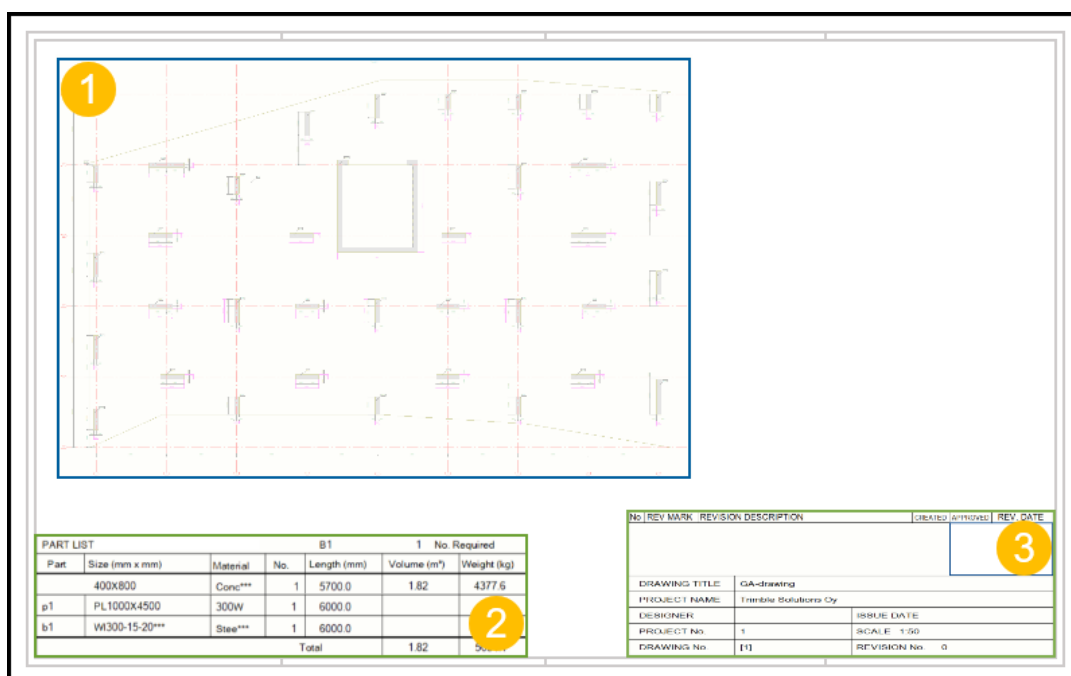 1
PART LIST B1 1 No. Required
Part Size (mm x mm) Material No. Length (mm) Volume (m³) Weight (kg)
400X800 Conc*** 1 5700.0 1.82 4377.6
p1 PL1000X4500 300W 1 6000.0
b1 WI300-15-20*** Stee*** 1 6000.0
Total 1.82
2
No REV MARK REVISION DESCRIPTION CREATED APPROVED REV. DATE
3
DRAWING TITLE GA-drawing
PROJECT NAME Trimble Solutions Oy
DESIGNER ISSUE DATE
PROJECT No. 1 SCALE 1:50
DRAWING No. [1] REVISION No. 0